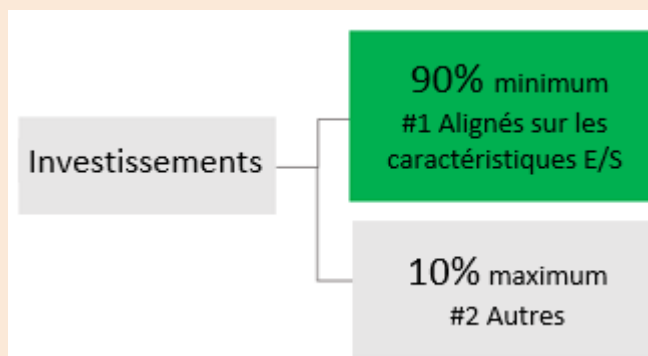 Investissements
90% minimum
#1 Alignés sur les
caractéristiques E/S
10% maximum
#2 Autres